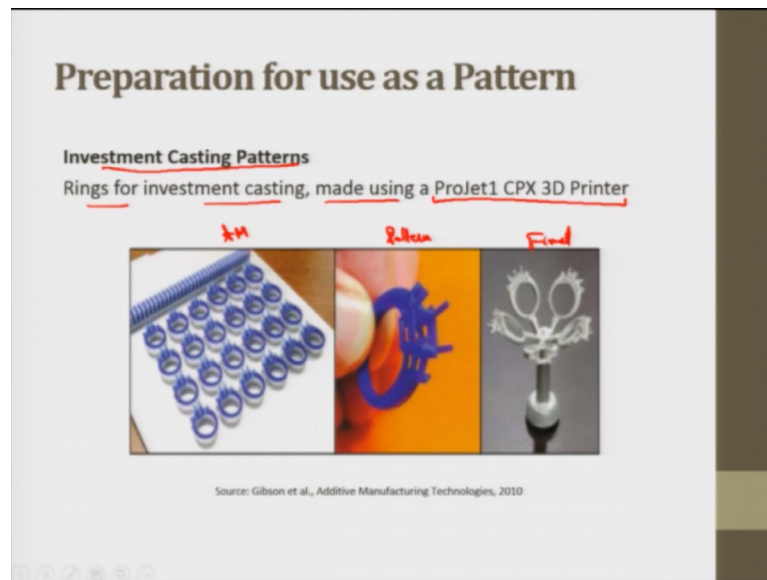 Preparation for use as a Pattern
Investment Casting Patterns
Rings for investment casting, made using a ProJet1 CPX 3D Printer
AM Pattern Final
Source: Gibson et al., Additive Manufacturing Technologies, 2010